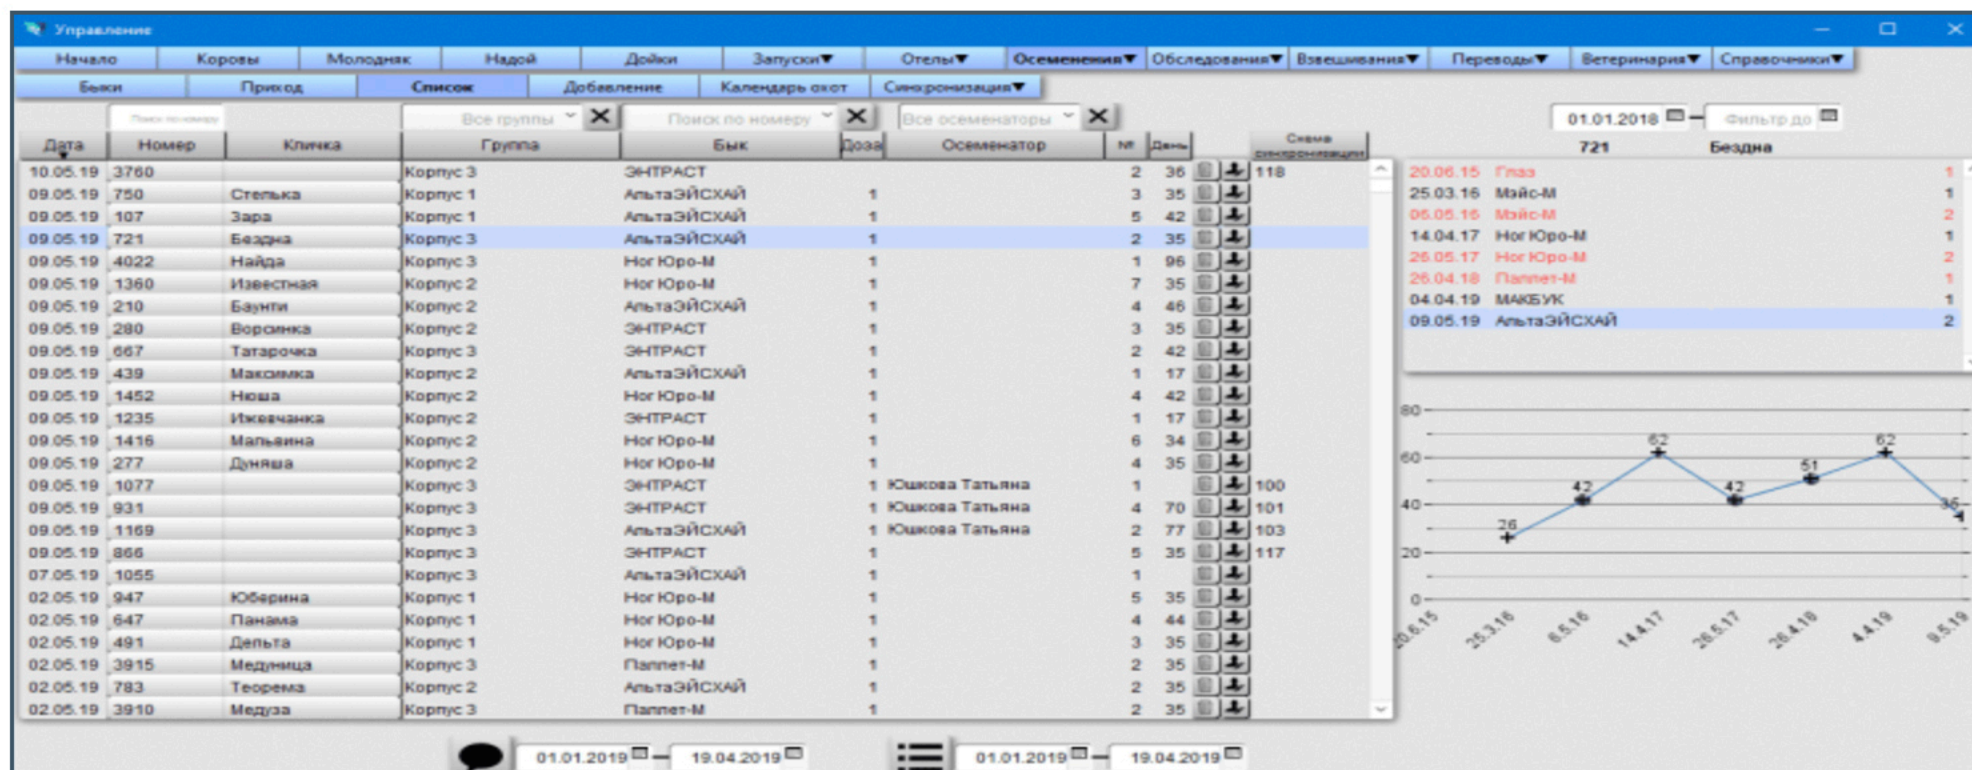 Управление
Начало Коровы Молодняк Надой Дойки Запуски▼ Отелы▼ Осеменения▼ Обследования▼ Взвешивания▼ Переводы▼ Ветеринария▼ Справочники▼
Быки Приход Список Добавление Календарь охот Синхронизация▼
Поиск по номеру Все группы Поиск по номеру Все осеменаторы 01.01.2018 – Фильтр до
Дата Номер Кличка Группа Бык Доза Осеменатор № День Схема синхронизации
721 Бездна
10.05.19 3760 Корпус 3 ЭНТРАСТ 2 36 118
09.05.19 750 Стелька Корпус 1 АльтаЭЙСХАЙ 1 3 35
09.05.19 107 Зара Корпус 1 АльтаЭЙСХАЙ 1 5 42
09.05.19 721 Бездна Корпус 3 АльтаЭЙСХАЙ 1 2 35
09.05.19 4022 Найда Корпус 3 Ног Юро-М 1 1 96
09.05.19 1360 Известная Корпус 2 Ног Юро-М 1 7 35
09.05.19 210 Баунти Корпус 2 АльтаЭЙСХАЙ 1 4 46
09.05.19 280 Ворсинка Корпус 2 ЭНТРАСТ 1 3 35
09.05.19 667 Татарочка Корпус 3 ЭНТРАСТ 1 2 42
09.05.19 439 Максимка Корпус 2 АльтаЭЙСХАЙ 1 1 17
09.05.19 1452 Нюша Корпус 2 Ног Юро-М 1 4 42
09.05.19 1235 Ижевчанка Корпус 2 ЭНТРАСТ 1 1 17
09.05.19 1416 Мальвина Корпус 2 Ног Юро-М 1 6 34
09.05.19 277 Дуняша Корпус 2 Ног Юро-М 1 4 35
09.05.19 1077 Корпус 3 ЭНТРАСТ 1 Юшкова Татьяна 1 100
09.05.19 931 Корпус 3 ЭНТРАСТ 1 Юшкова Татьяна 4 70 101
09.05.19 1169 Корпус 3 АльтаЭЙСХАЙ 1 Юшкова Татьяна 2 77 103
09.05.19 866 Корпус 3 ЭНТРАСТ 1 5 35 117
07.05.19 1055 Корпус 3 АльтаЭЙСХАЙ 1 1
02.05.19 947 Юберина Корпус 1 Ног Юро-М 1 5 35
02.05.19 647 Панама Корпус 1 Ног Юро-М 1 4 44
02.05.19 491 Дельта Корпус 1 Ног Юро-М 1 3 35
02.05.19 3915 Медуница Корпус 3 Паллет-М 1 2 35
02.05.19 783 Теорема Корпус 2 АльтаЭЙСХАЙ 1 2 35
02.05.19 3910 Медуза Корпус 3 Паллет-М 1 2 35
20.06.15 Глаз 1
25.03.16 Мэйс-М 1
06.05.16 Мэйс-М 2
14.04.17 Ног Юро-М 1
26.05.17 Ног Юро-М 2
26.04.18 Паллет-М 1
04.04.19 МАКБУК 1
09.05.19 АльтаЭЙСХАЙ 2
80
60
40
20
0
26 42 62 42 51 62 35
20.6.15 25.3.16 6.5.16 14.4.17 26.5.17 26.4.18 4.4.19 9.5.19
01.01.2019 – 19.04.2019 01.01.2019 – 19.04.2019